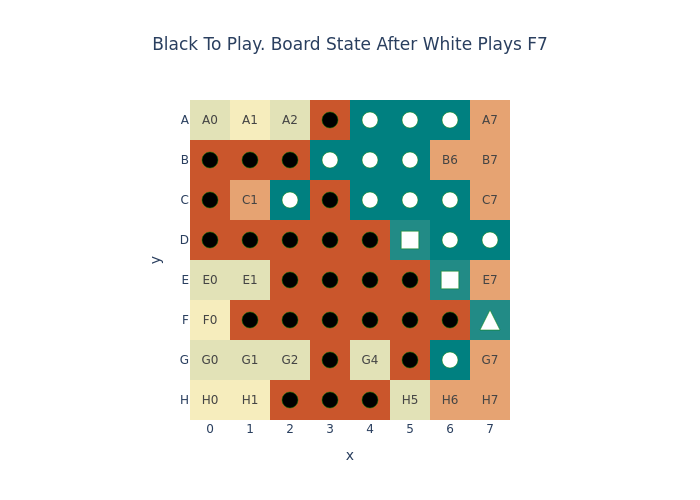 Black To Play. Board State After White Plays F7
A A0 A1 A2 A7
B B6 B7
C C1 C7
D
y
E E0 E1 E7
F F0
G G0 G1 G2 G4 G7
H H0 H1 H5 H6 H7
0 1 2 3 4 5 6 7
x